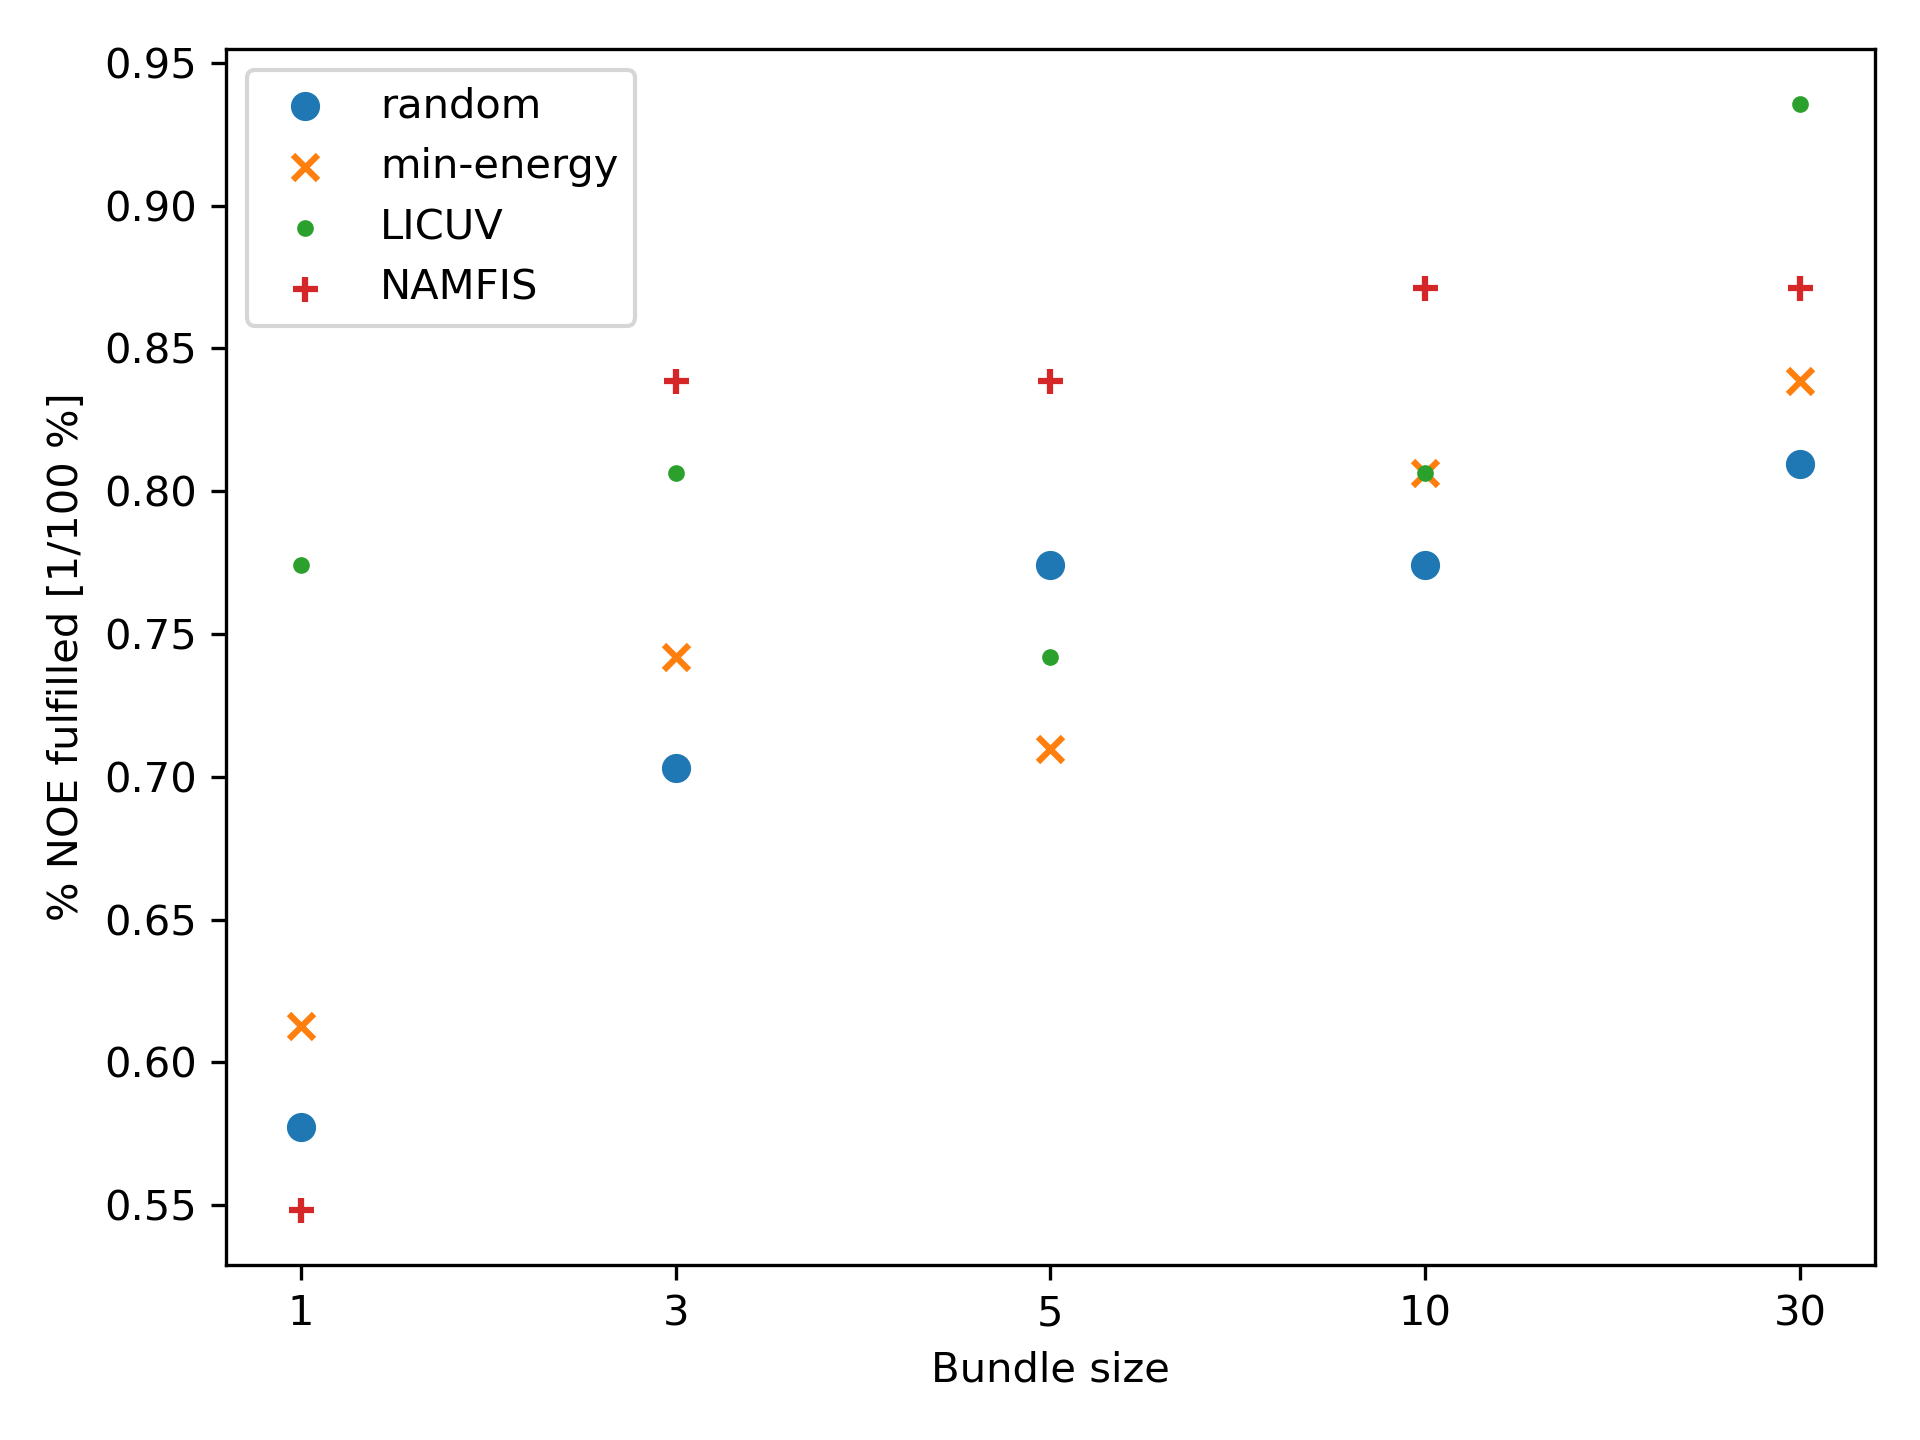 0.95
0.90
0.85
0.80
0.75
0.70
0.65
0.60
0.55
% NOE fulfilled [1/100 %]
random
min-energy
LICUV
NAMFIS
1 3 5 10 30
Bundle size